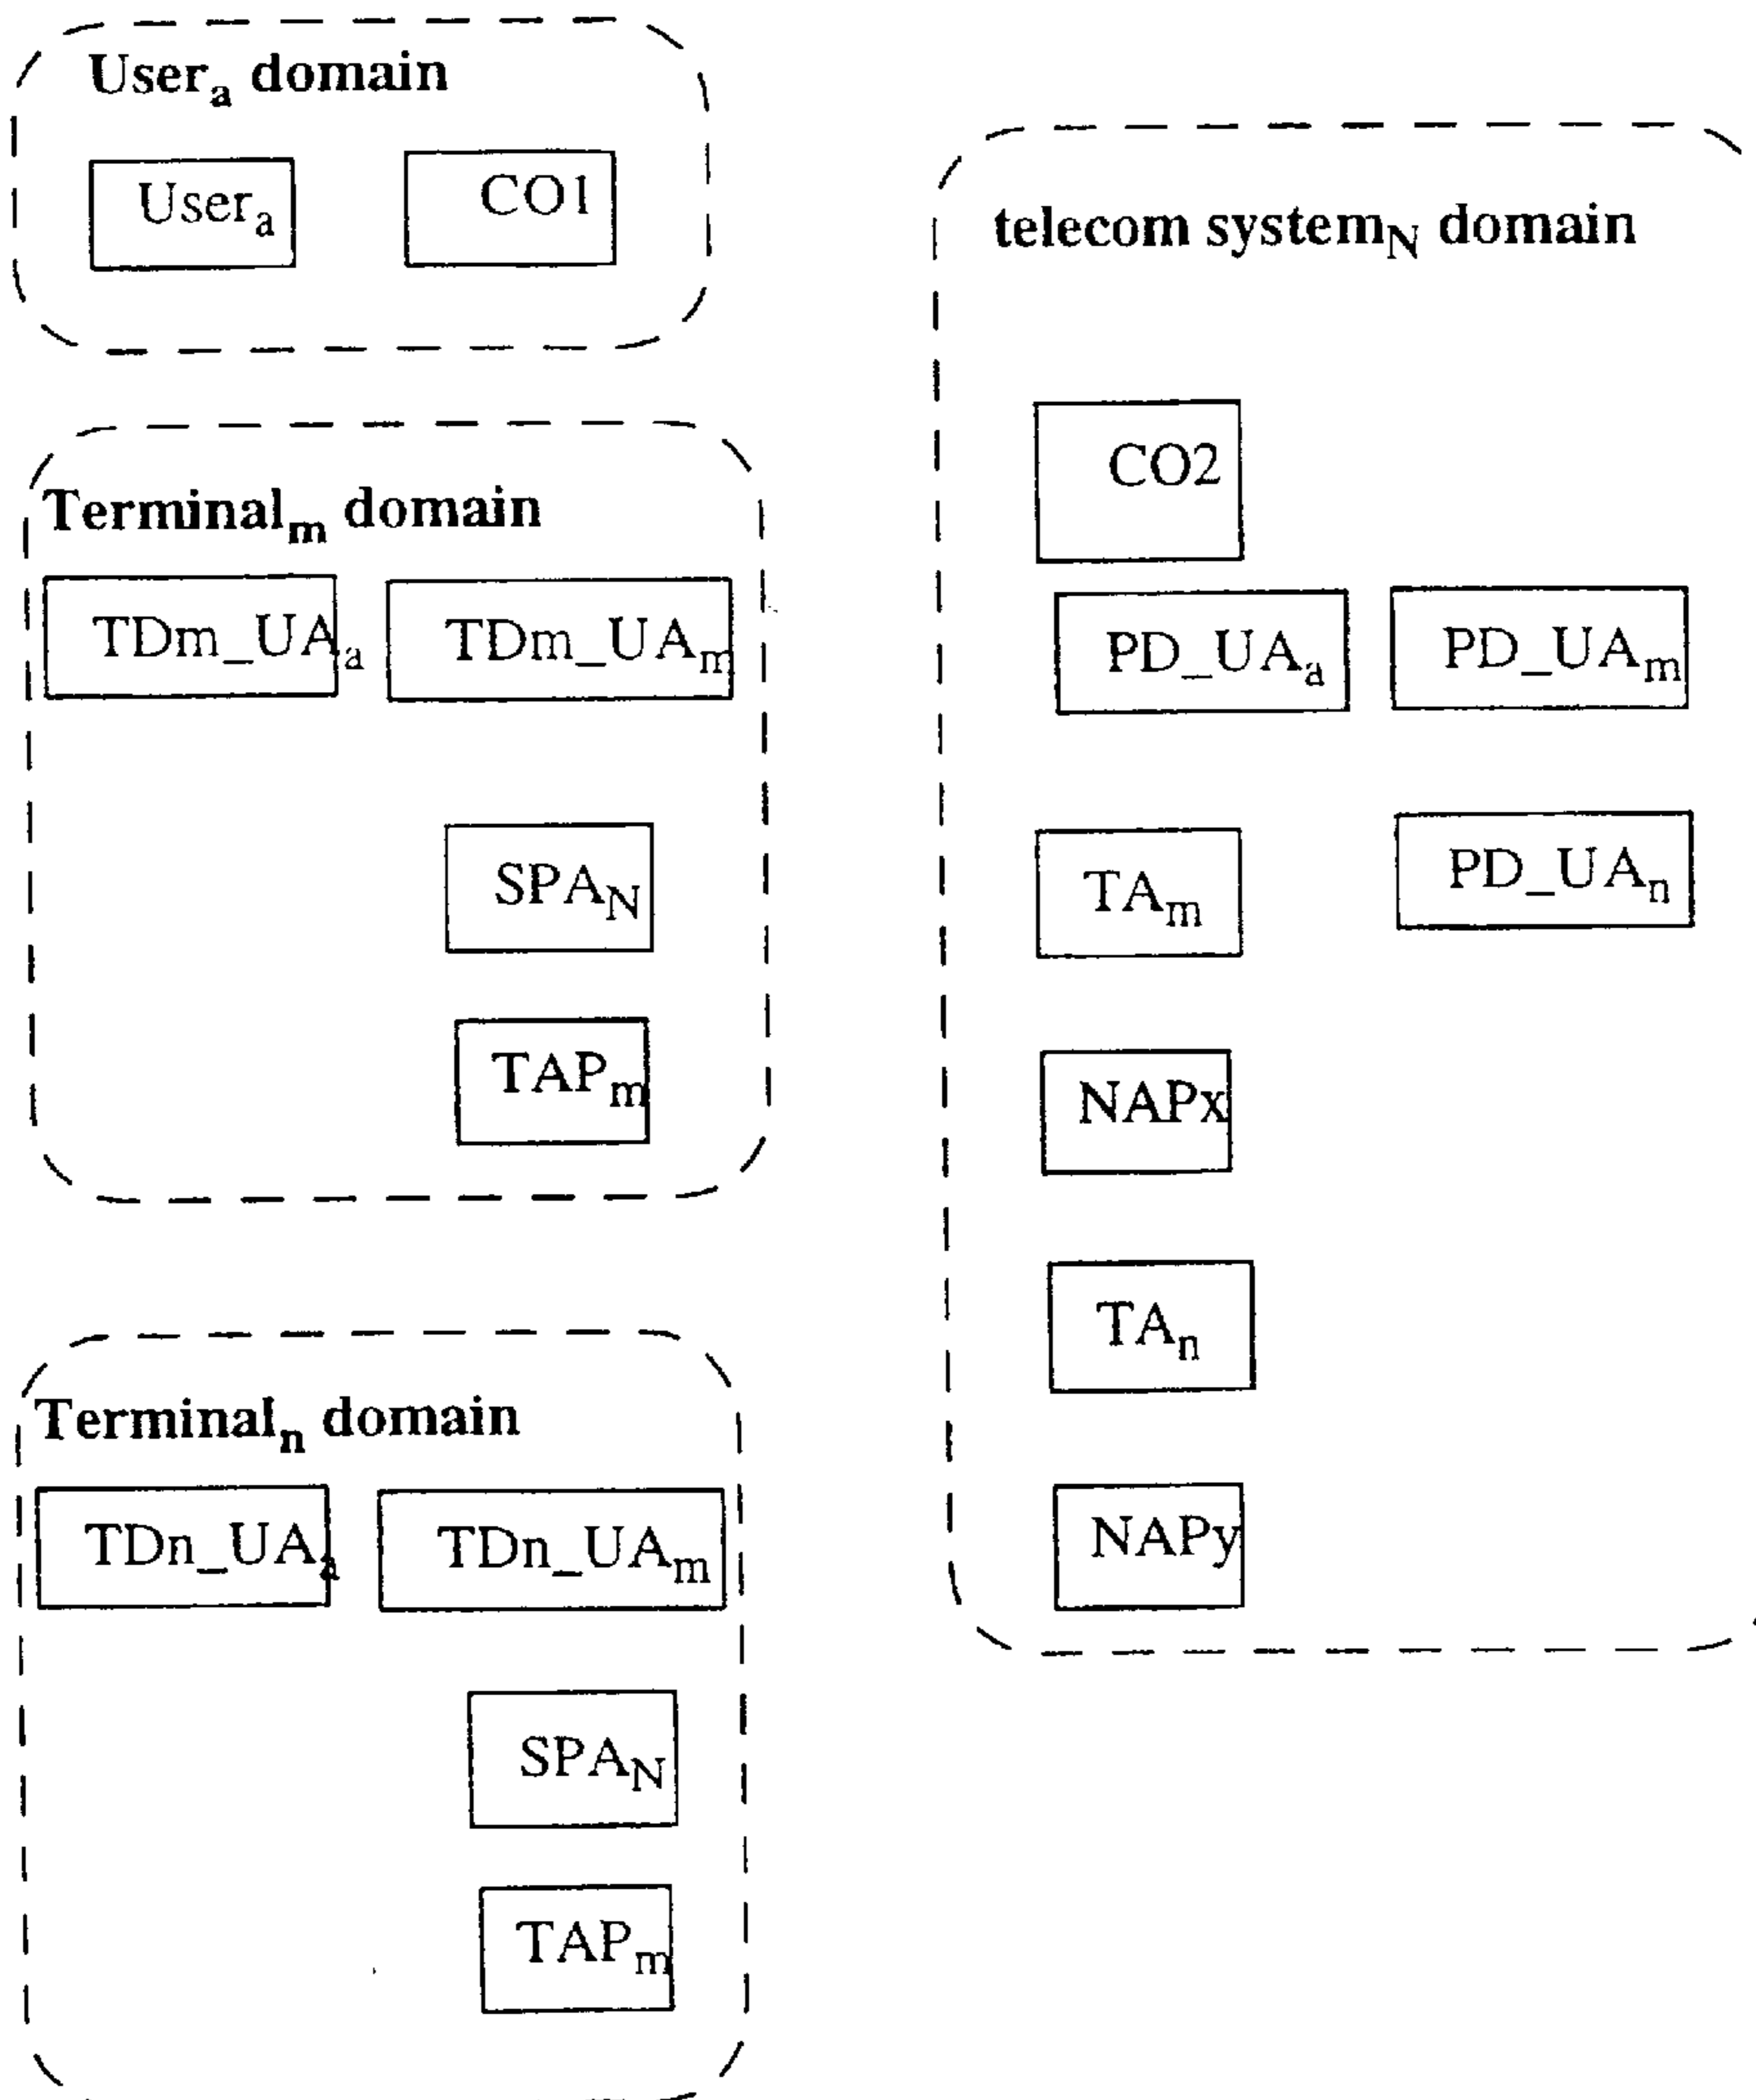 User_a domain
User_a
CO1
Terminal_m domain
TDm_UA_a
TDm_UA_m
SPA_N
TAP_m
Terminal_n domain
TDn_UA_a
TDn_UA_m
SPA_N
TAP_m
telecom system_N domain
CO2
PD_UA_a
PD_UA_m
TA_m
PD_UA_n
NAPx
TA_n
NAPy